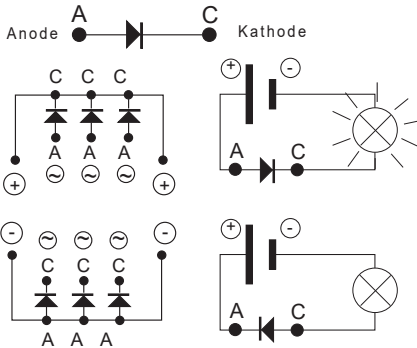 A C
Anode Kathode
C C C
A A A
~ ~ ~
+ +
+ -
A C
- ~ ~ ~ -
C C C
A A A
+ -
A C